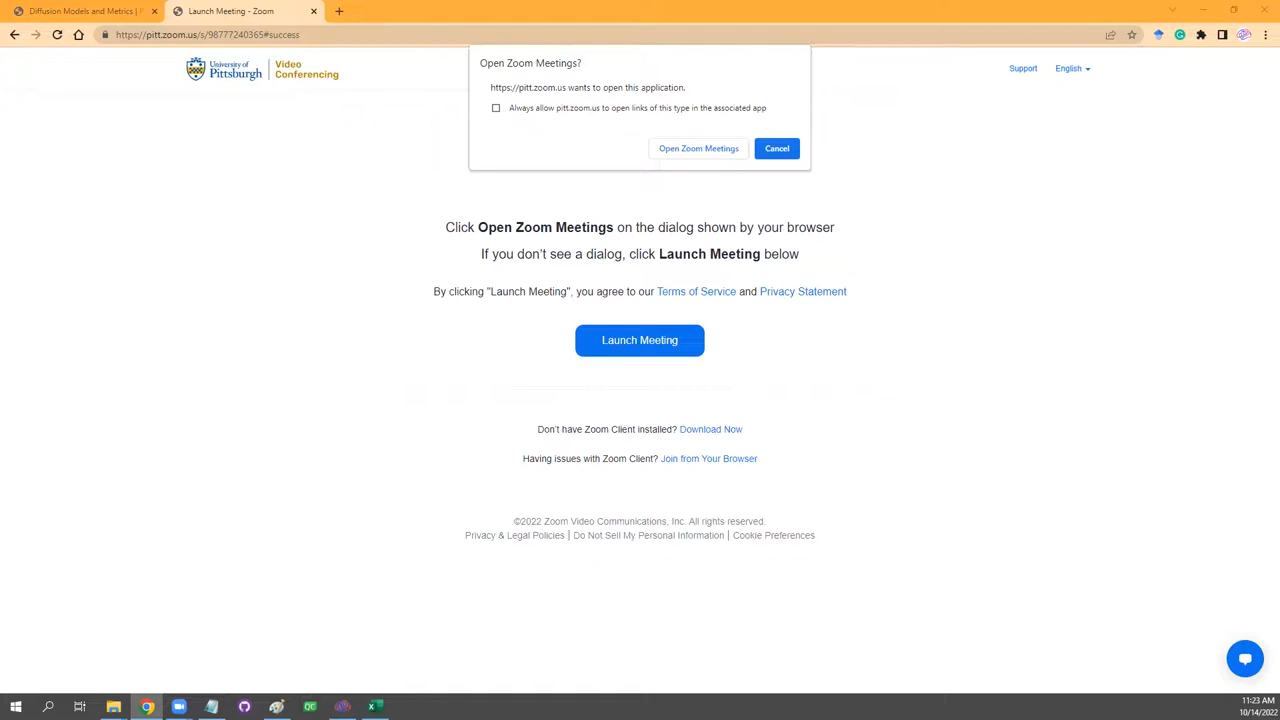 Diffusion Models and Metrics |
Launch Meeting - Zoom
https://pitt.zoom.us/s/98777240365#success
University of Pittsburgh
Video Conferencing
Support
English
Open Zoom Meetings?
https://pitt.zoom.us wants to open this application.
Always allow pitt.zoom.us to open links of this type in the associated app
Open Zoom Meetings
Cancel
Click Open Zoom Meetings on the dialog shown by your browser
If you don't see a dialog, click Launch Meeting below
By clicking "Launch Meeting", you agree to our Terms of Service and Privacy Statement
Launch Meeting
Don't have Zoom Client installed? Download Now
Having issues with Zoom Client? Join from Your Browser
©2022 Zoom Video Communications, Inc. All rights reserved.
Privacy & Legal Policies | Do Not Sell My Personal Information | Cookie Preferences
QC
11:23 AM
10/14/2022